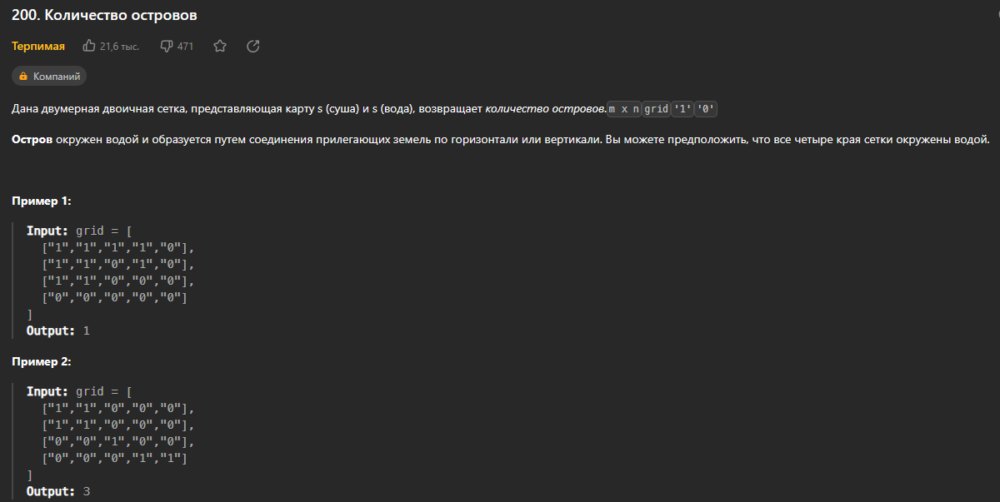 200. Количество островов
Терпимая 21,6 тыс. 471
Компаний
Дана двумерная двоичная сетка, представляющая карту s (суша) и s (вода), возвращает количество островов. m x n grid '1' '0'
Остров окружен водой и образуется путем соединения прилегающих земель по горизонтали или вертикали. Вы можете предположить, что все четыре края сетки окружены водой.
Пример 1:
Input: grid = [
["1","1","1","1","0"],
["1","1","0","1","0"],
["1","1","0","0","0"],
["0","0","0","0","0"]
]
Output: 1
Пример 2:
Input: grid = [
["1","1","0","0","0"],
["1","1","0","0","0"],
["0","0","1","0","0"],
["0","0","0","1","1"]
]
Output: 3